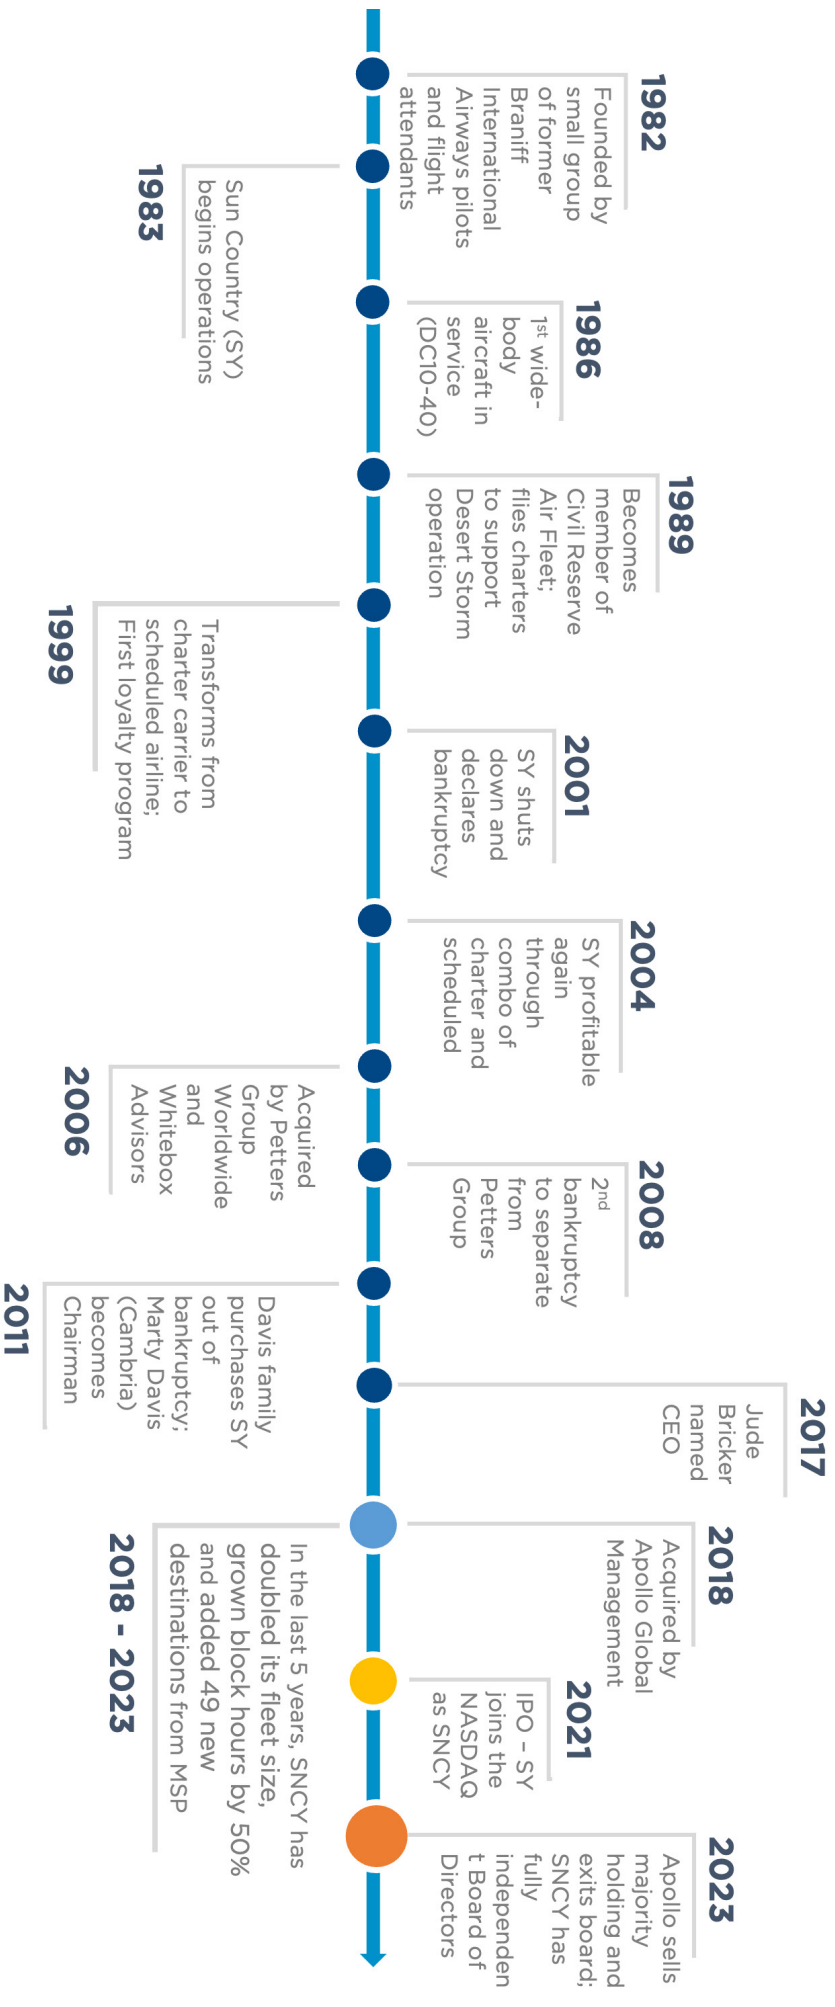 1982
Founded by
small group
of former
Braniff
International
Airways pilots
and flight
attendants
1983
Sun Country (SY)
begins operations
1986
1st wide-
body
aircraft in
service
(DC10-40)
1989
Becomes
member of
Civil Reserve
Air Fleet;
flies charters
to support
Desert Storm
operation
1999
Transforms from
charter carrier to
scheduled airline;
First loyalty program
2001
SY shuts
down and
declares
bankruptcy
2004
SY profitable
again
through
combo of
charter and
scheduled
2006
Acquired
by Petters
Group
Worldwide
and
Whitebox
Advisors
2008
2nd
bankruptcy
to separate
from
Petters
Group
2011
Davis family
purchases SY
out of
bankruptcy;
Marty Davis
(Cambria)
becomes
Chairman
2017
Jude
Bricker
named
CEO
2018
Acquired by
Apollo Global
Management
2018 - 2023
In the last 5 years, SNCY has
doubled its fleet size,
grown block hours by 50%
and added 49 new
destinations from MSP
2021
IPO – SY
joins the
NASDAQ
as SNCY
2023
Apollo sells
majority
holding and
exits board;
SNCY has
fully
independen
t Board of
Directors